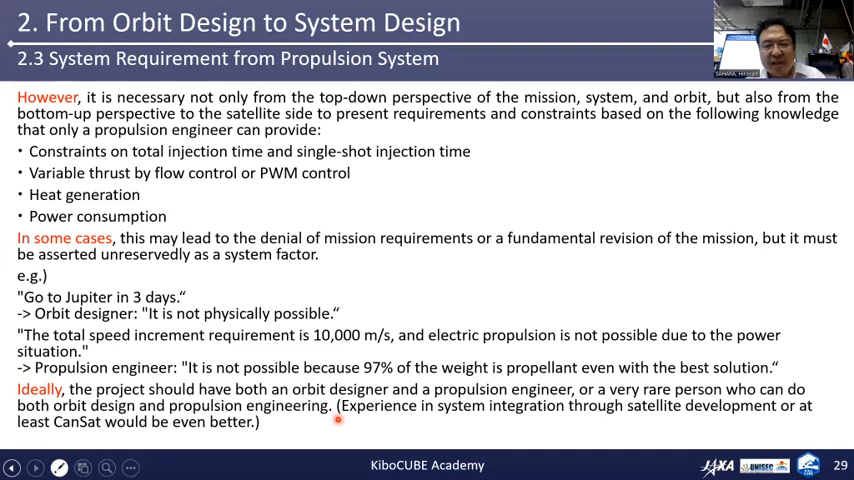 2. From Orbit Design to System Design
2.3 System Requirement from Propulsion System
SAHARA, Hironori
However, it is necessary not only from the top-down perspective of the mission, system, and orbit, but also from the
bottom-up perspective to the satellite side to present requirements and constraints based on the following knowledge
that only a propulsion engineer can provide:
・Constraints on total injection time and single-shot injection time
・Variable thrust by flow control or PWM control
・Heat generation
・Power consumption
In some cases, this may lead to the denial of mission requirements or a fundamental revision of the mission, but it must
be asserted unreservedly as a system factor.
e.g.)
"Go to Jupiter in 3 days.“
-> Orbit designer: "It is not physically possible.“
"The total speed increment requirement is 10,000 m/s, and electric propulsion is not possible due to the power
situation."
-> Propulsion engineer: "It is not possible because 97% of the weight is propellant even with the best solution.“
Ideally, the project should have both an orbit designer and a propulsion engineer, or a very rare person who can do
both orbit design and propulsion engineering. (Experience in system integration through satellite development or at
least CanSat would be even better.)
KiboCUBE Academy
JAXA
UNISEC
29